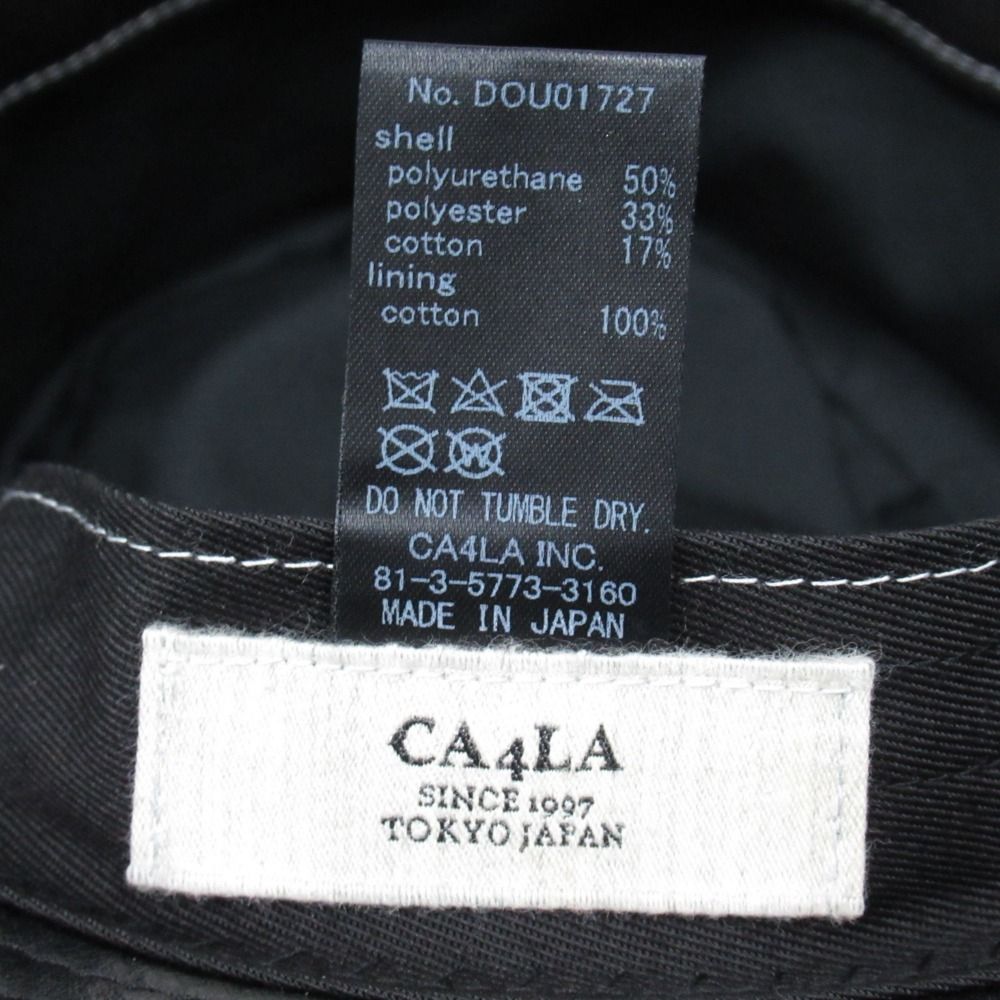 No. DOU01727
shell
polyurethane 50%
polyester 33%
cotton 17%
lining
cotton 100%
W
DO NOT TUMBLE DRY.
CA4LA INC.
81-3-5773-3160
MADE IN JAPAN
CA4LA
SINCE 1997
TOKYO JAPAN